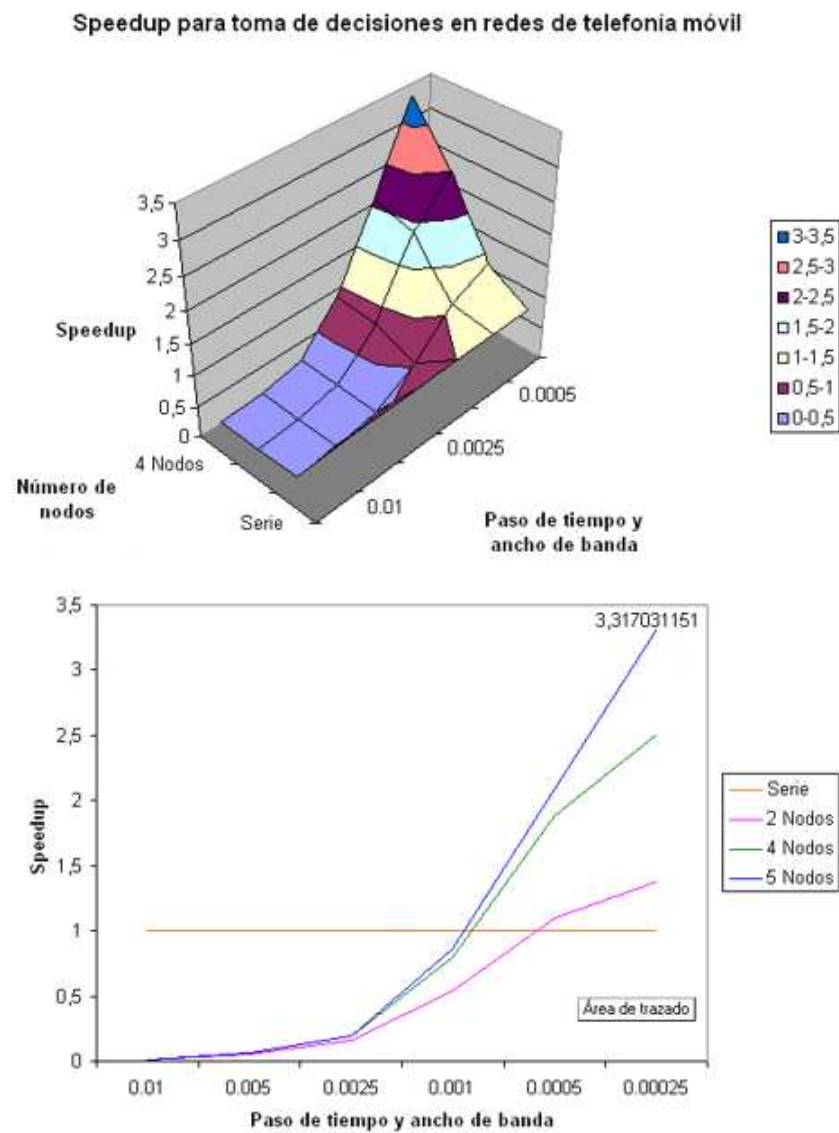 Speedup para toma de decisiones en redes de telefonía móvil
3,5
3
2,5
2
1,5
1
0,5
0
Speedup
4 Nodos
Serie
Número de
nodos
0.01
0.0025
0.0005
Paso de tiempo y
ancho de banda
3-3,5
2,5-3
2-2,5
1,5-2
1-1,5
0,5-1
0-0,5
3,5
3
2,5
2
1,5
1
0,5
0
Speedup
3,317031151
Área de trazado
0.01
0.005
0.0025
0.001
0.0005
0.00025
Paso de tiempo y ancho de banda
Serie
2 Nodos
4 Nodos
5 Nodos